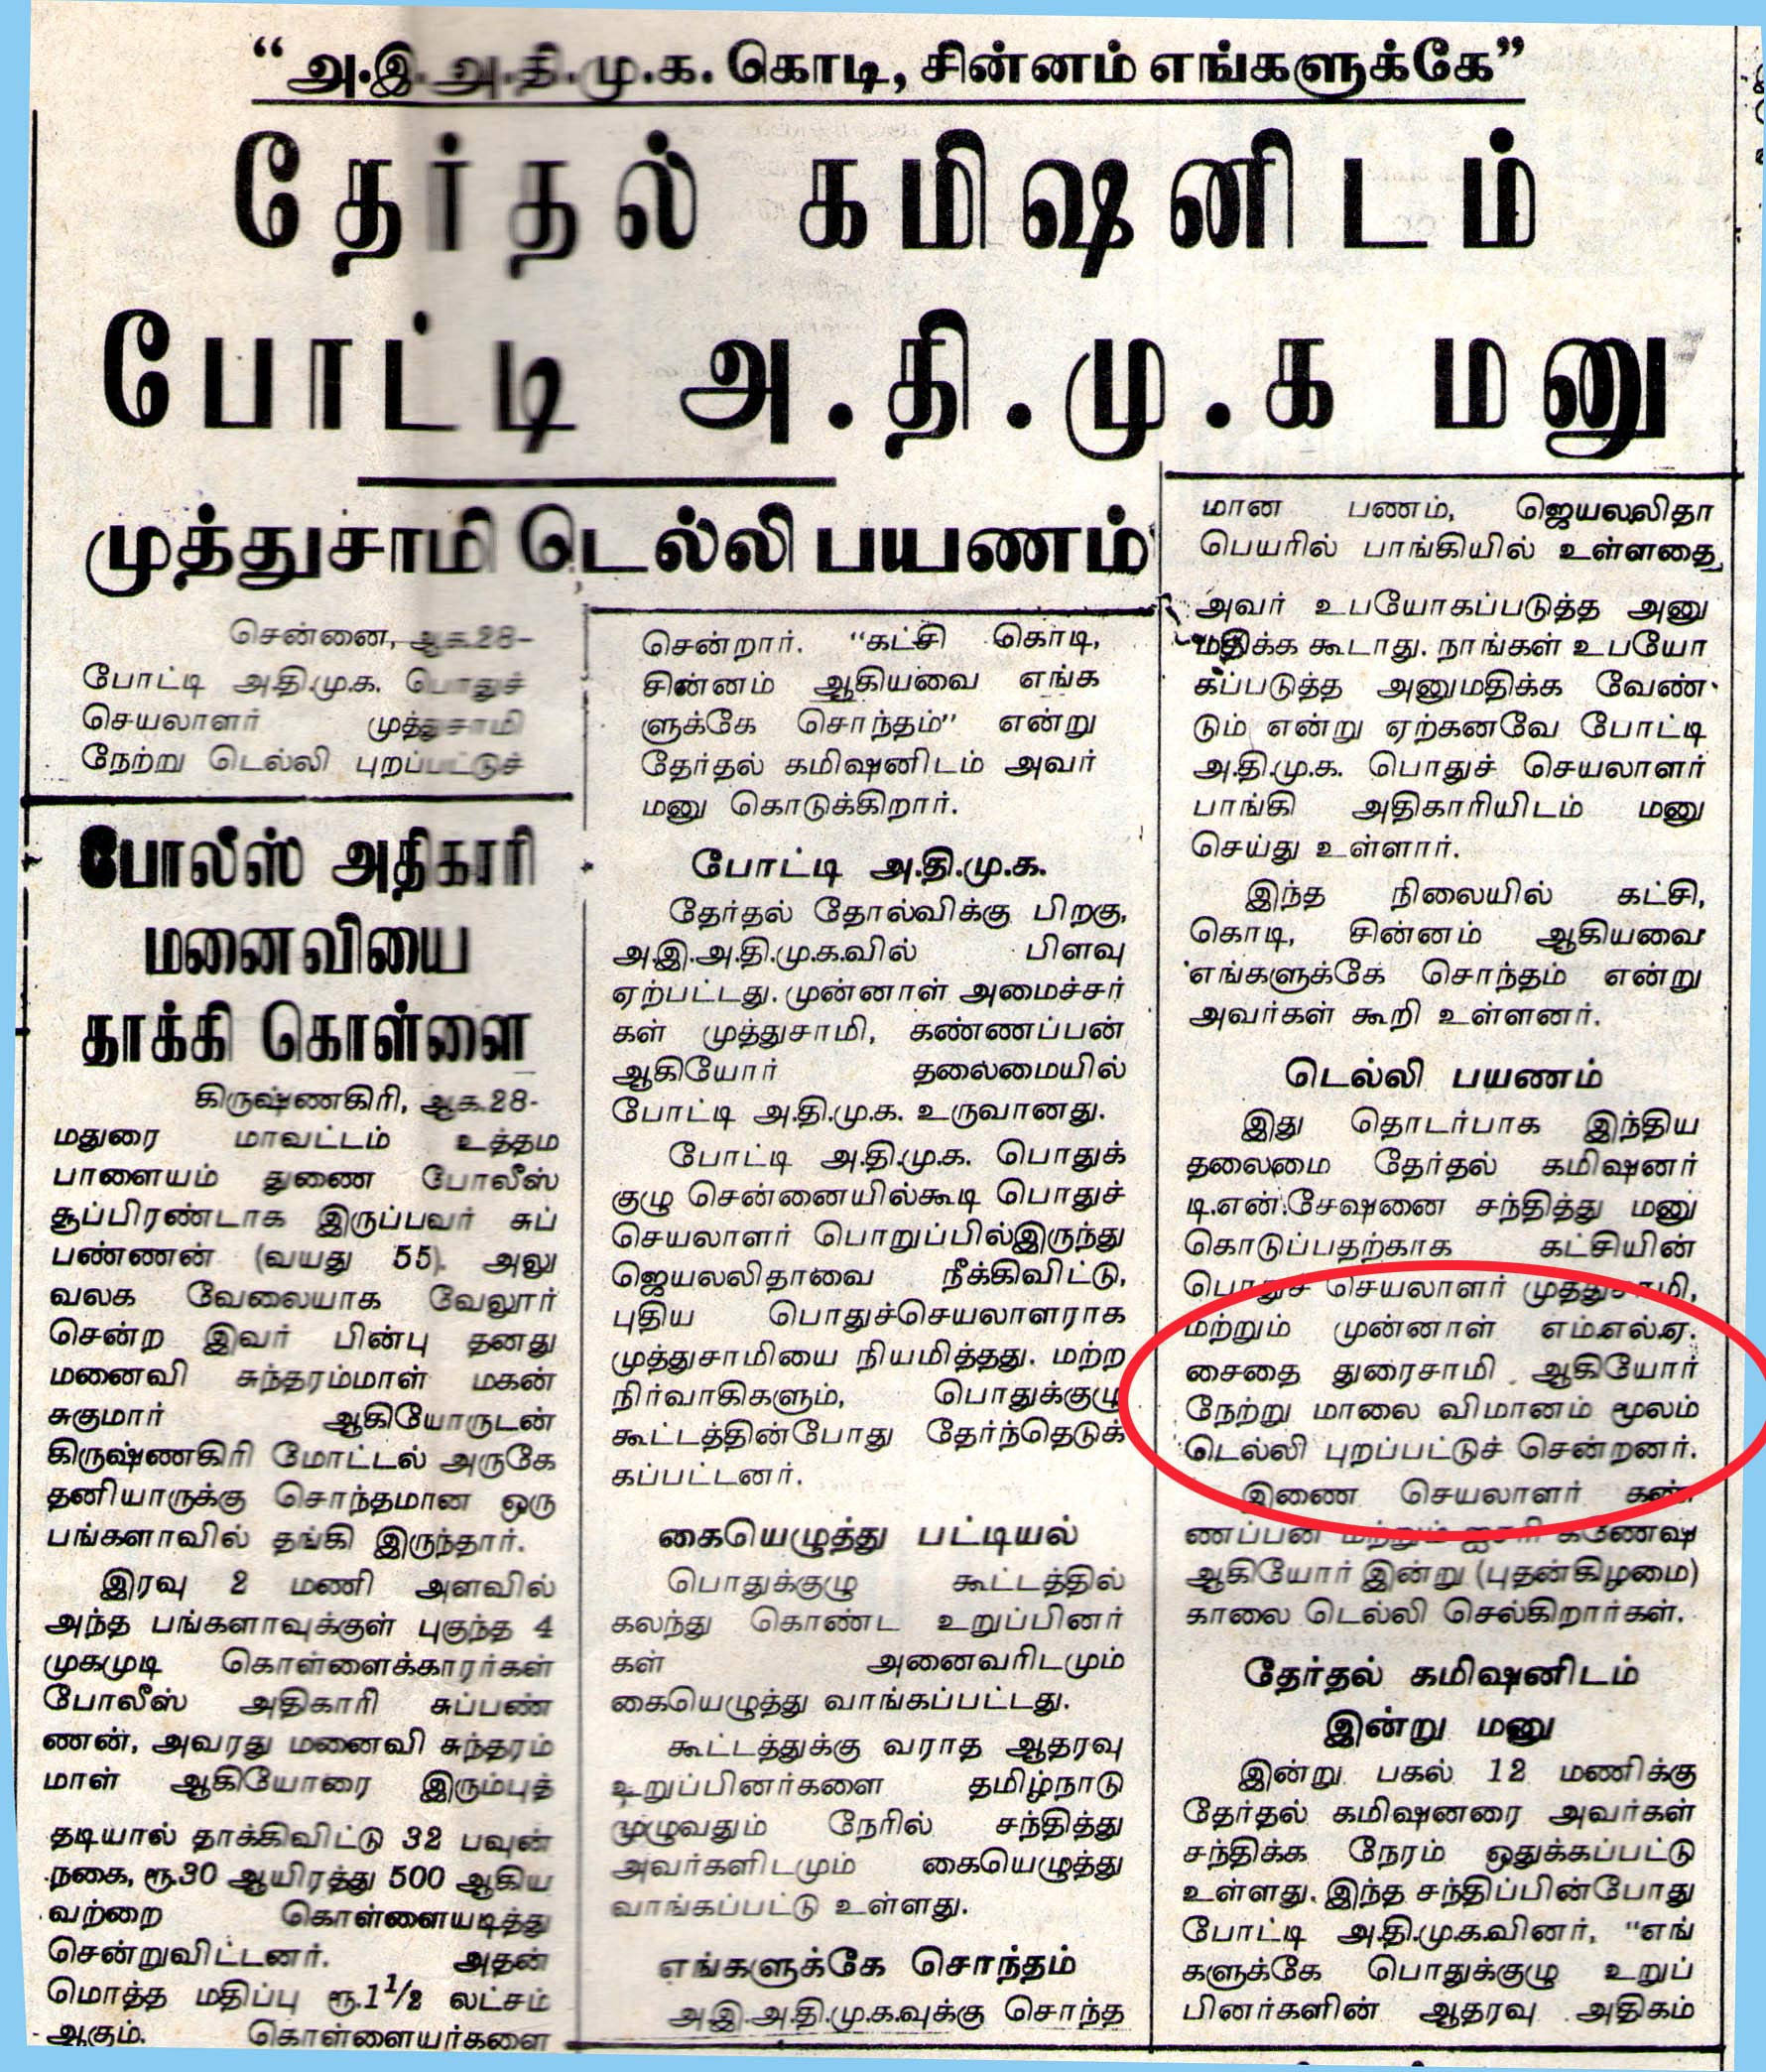 “அ.இ.அ.தி.மு.க. கொடி, சின்னம் எங்களுக்கே”
தேர்தல் கமிஷனிடம்
போட்டி அ.தி.மு.க மனு
முத்துசாமி டெல்லி பயணம்
சென்னை, ஆக.28-
போட்டி அ.தி.மு.க. பொதுச்
செயலாளர் முத்துசாமி
நேற்று டெல்லி புறப்பட்டுச்
சென்றார். “கட்சி கொடி,
சின்னம் ஆகியவை எங்க
ளுக்கே சொந்தம்” என்று
தேர்தல் கமிஷனிடம் அவர்
மனு கொடுக்கிறார்.
போட்டி அ.தி.மு.க.
தேர்தல் தோல்விக்கு பிறகு,
அ.இ.அ.தி.மு.க.வில் பிளவு
ஏற்பட்டது. முன்னாள் அமைச்சர்
கள் முத்துசாமி, கண்ணப்பன்
ஆகியோர் தலைமையில்
போட்டி அ.தி.மு.க. உருவானது.
போட்டி அ.தி.மு.க. பொதுக்
குழு சென்னையில்கூடி பொதுச்
செயலாளர் பொறுப்பில்இருந்து
ஜெயலலிதாவை நீக்கிவிட்டு,
புதிய பொதுச்செயலாளராக
முத்துசாமியை நியமித்தது. மற்ற
நிர்வாகிகளும், பொதுக்குழு
கூட்டத்தின்போது தேர்ந்தெடுக்
கப்பட்டனர்.
கையெழுத்து பட்டியல்
பொதுக்குழு கூட்டத்தில்
கலந்து கொண்ட உறுப்பினர்
கள் அனைவரிடமும்
கையெழுத்து வாங்கப்பட்டது.
கூட்டத்துக்கு வராத ஆதரவு
உறுப்பினர்களை தமிழ்நாடு
முழுவதும் நேரில் சந்தித்து
அவர்களிடமும் கையெழுத்து
வாங்கப்பட்டு உள்ளது.
எங்களுக்கே சொந்தம்
அ.இ.அ.தி.மு.க.வுக்கு சொந்த
மான பணம், ஜெயலலிதா
பெயரில் பாங்கியில் உள்ளதை
அவர் உபயோகப்படுத்த அனு
மதிக்க கூடாது. நாங்கள் உபயோ
கப்படுத்த அனுமதிக்க வேண்
டும் என்று ஏற்கனவே போட்டி
அ.தி.மு.க. பொதுச் செயலாளர்
பாங்கி அதிகாரியிடம் மனு
செய்து உள்ளார்.
இந்த நிலையில் கட்சி,
கொடி, சின்னம் ஆகியவை
எங்களுக்கே சொந்தம் என்று
அவர்கள் கூறி உள்ளனர்.
டெல்லி பயணம்
இது தொடர்பாக இந்திய
தலைமை தேர்தல் கமிஷனர்
டி.என்.சேஷனை சந்தித்து மனு
கொடுப்பதற்காக கட்சியின்
பொதுச் செயலாளர் முத்துசாமி,
மற்றும் முன்னாள் எம்.எல்.ஏ.
சைதை துரைசாமி ஆகியோர்
நேற்று மாலை விமானம் மூலம்
டெல்லி புறப்பட்டுச் சென்றனர்.
இணை செயலாளர் கண்
ணப்பன் மற்றும் ஐசரி கணேஷ்
ஆகியோர் இன்று (புதன்கிழமை)
காலை டெல்லி செல்கிறார்கள்.
தேர்தல் கமிஷனிடம்
இன்று மனு
இன்று பகல் 12 மணிக்கு
தேர்தல் கமிஷனரை அவர்கள்
சந்திக்க நேரம் ஒதுக்கப்பட்டு
உள்ளது. இந்த சந்திப்பின்போது
போட்டி அ.தி.மு.க.வினர், “எங்
களுக்கே பொதுக்குழு உறுப்
பினர்களின் ஆதரவு அதிகம்
போலீஸ் அதிகாரி
மனைவியை
தாக்கி கொள்ளை
கிருஷ்ணகிரி, ஆக.28-
மதுரை மாவட்டம் உத்தம
பாளையம் துணை போலீஸ்
சூப்பிரண்டாக இருப்பவர் சுப்
பண்ணன் (வயது 55). அலு
வலக வேலையாக வேலூர்
சென்ற இவர் பின்பு தனது
மனைவி சுந்தரம்மாள் மகன்
சுகுமார் ஆகியோருடன்
கிருஷ்ணகிரி மோட்டல் அருகே
தனியாருக்கு சொந்தமான ஒரு
பங்களாவில் தங்கி இருந்தார்.
இரவு 2 மணி அளவில்
அந்த பங்களாவுக்குள் புகுந்த 4
முகமுடி கொள்ளைக்காரர்கள்
போலீஸ் அதிகாரி சுப்பண்
ணன், அவரது மனைவி சுந்தரம்
மாள் ஆகியோரை இரும்புத்
தடியால் தாக்கிவிட்டு 32 பவுன்
நகை, ரூ.30 ஆயிரத்து 500 ஆகிய
வற்றை கொள்ளையடித்து
சென்றுவிட்டனர். அதன்
மொத்த மதிப்பு ரூ.1½ லட்சம்
ஆகும். கொள்ளையர்களை